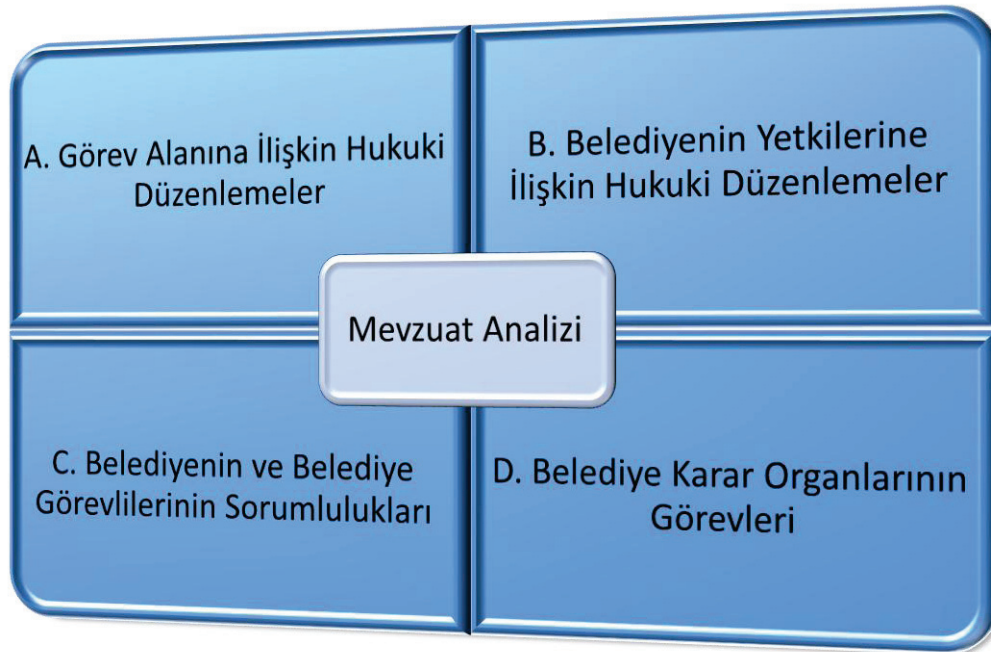 A. Görev Alanına İlişkin Hukuki
Düzenlemeler
B. Belediyenin Yetkilerine
İlişkin Hukuki Düzenlemeler
Mevzuat Analizi
C. Belediyenin ve Belediye
Görevlilerinin Sorumlulukları
D. Belediye Karar Organlarının
Görevleri